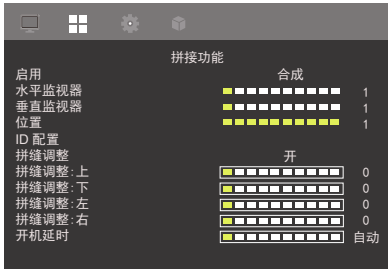 拼接功能
启用 合成
水平监视器 1
垂直监视器 1
位置 1
ID 配置
拼缝调整 开
拼缝调整:上 0
拼缝调整:下 0
拼缝调整:左 0
拼缝调整:右 0
开机延时 自动